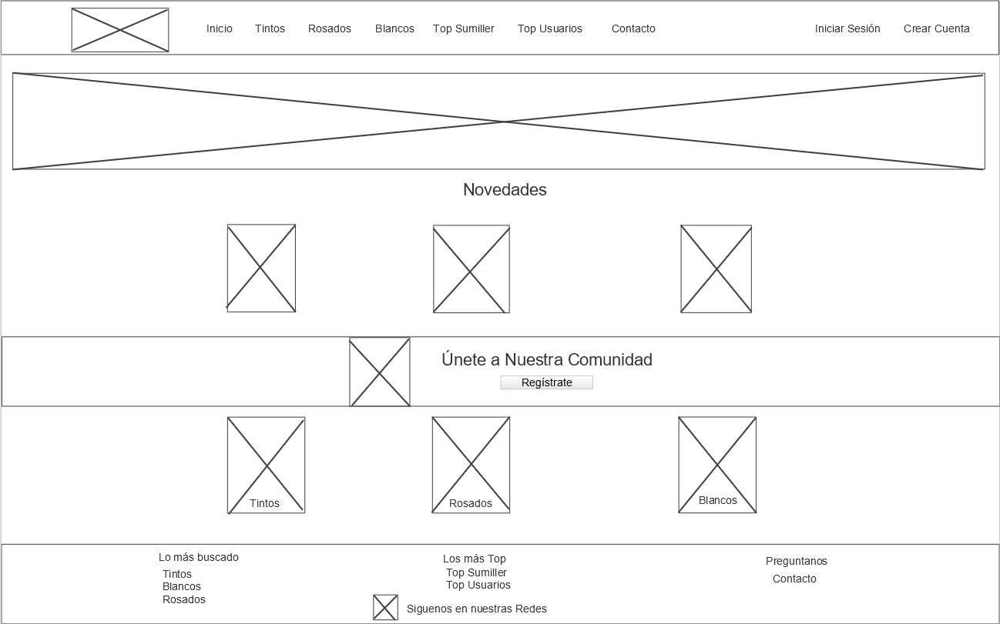 Inicio Tintos Rosados Blancos Top Sumiller Top Usuarios Contacto Iniciar Sesión Crear Cuenta
Novedades
Únete a Nuestra Comunidad
Regístrate
Tintos Rosados Blancos
Lo más buscado
Tintos
Blancos
Rosados
Los más Top
Top Sumiller
Top Usuarios
Preguntanos
Contacto
Siguenos en nuestras Redes